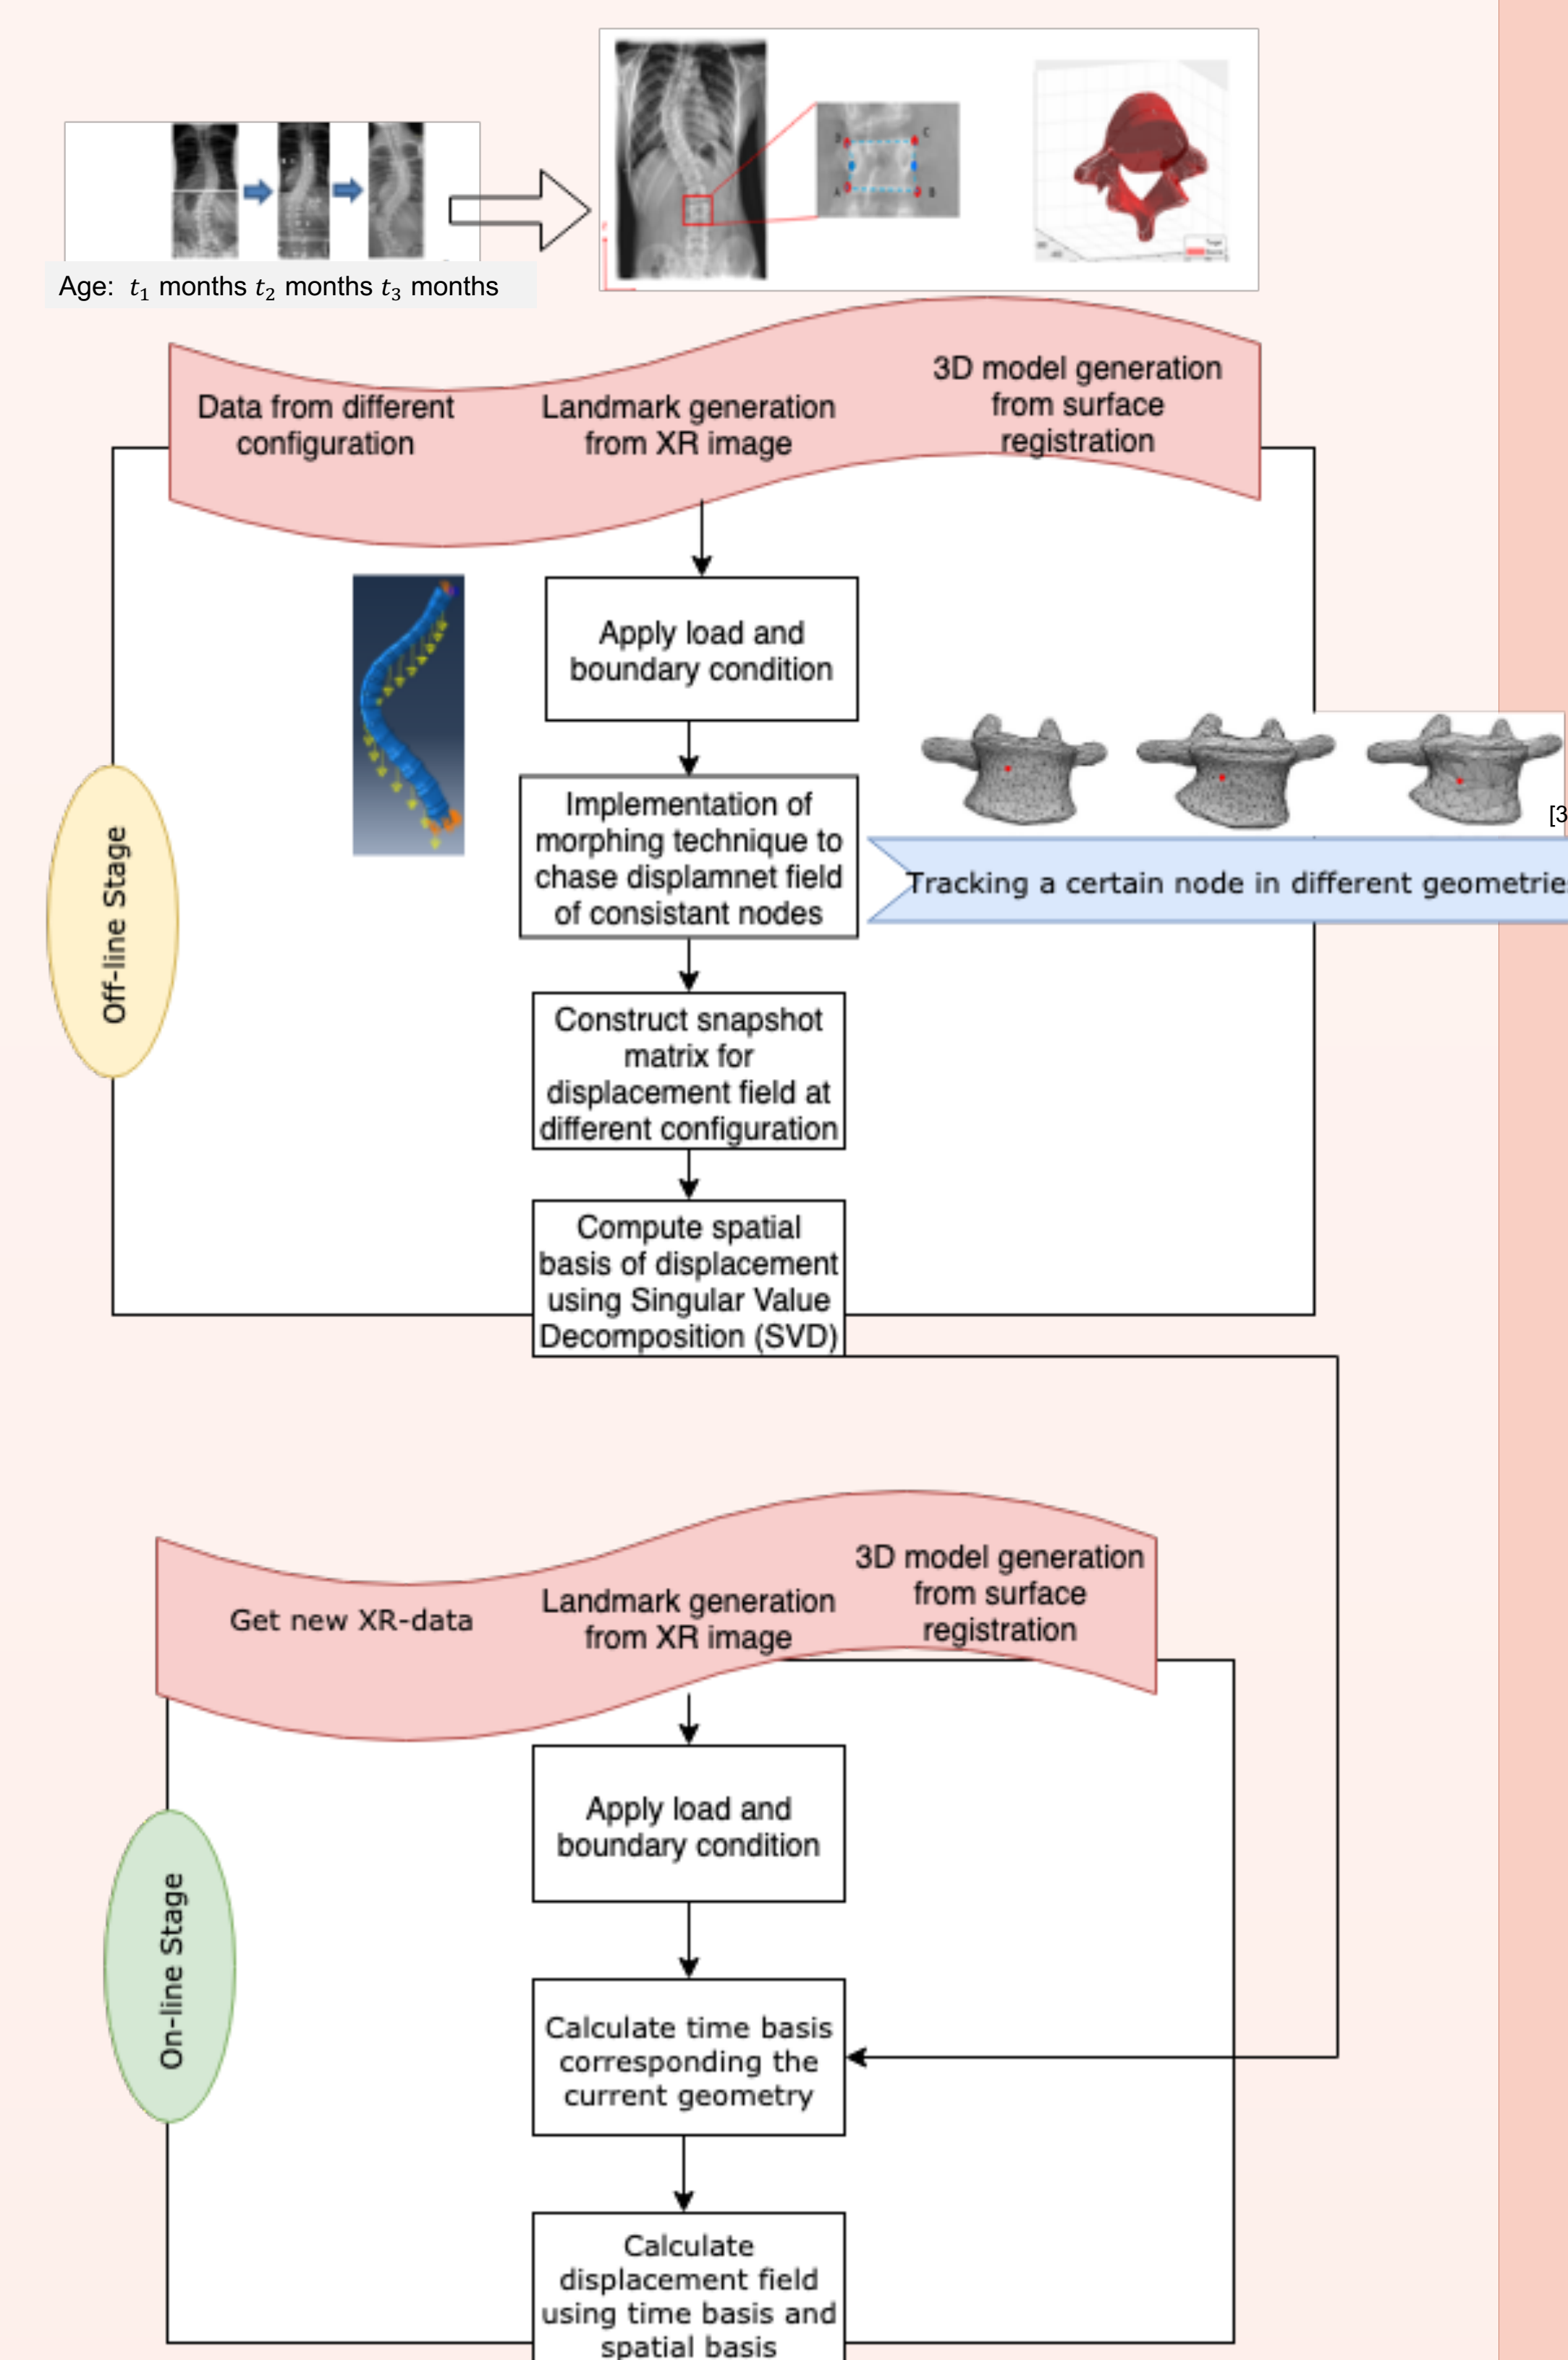 D
C
A
B
Age: t₁ months t₂ months t₃ months
Data from different
configuration
Landmark generation
from XR image
3D model generation
from surface
registration
Apply load and
boundary condition
Implementation of
morphing technique to
chase displamnet field
of consistant nodes
[3
Tracking a certain node in different geometrie
Off-line Stage
Construct snapshot
matrix for
displacement field at
different configuration
Compute spatial
basis of displacement
using Singular Value
Decomposition (SVD)
Get new XR-data
Landmark generation
from XR image
3D model generation
from surface
registration
Apply load and
boundary condition
On-line Stage
Calculate time basis
corresponding the
current geometry
Calculate
displacement field
using time basis and
spatial basis